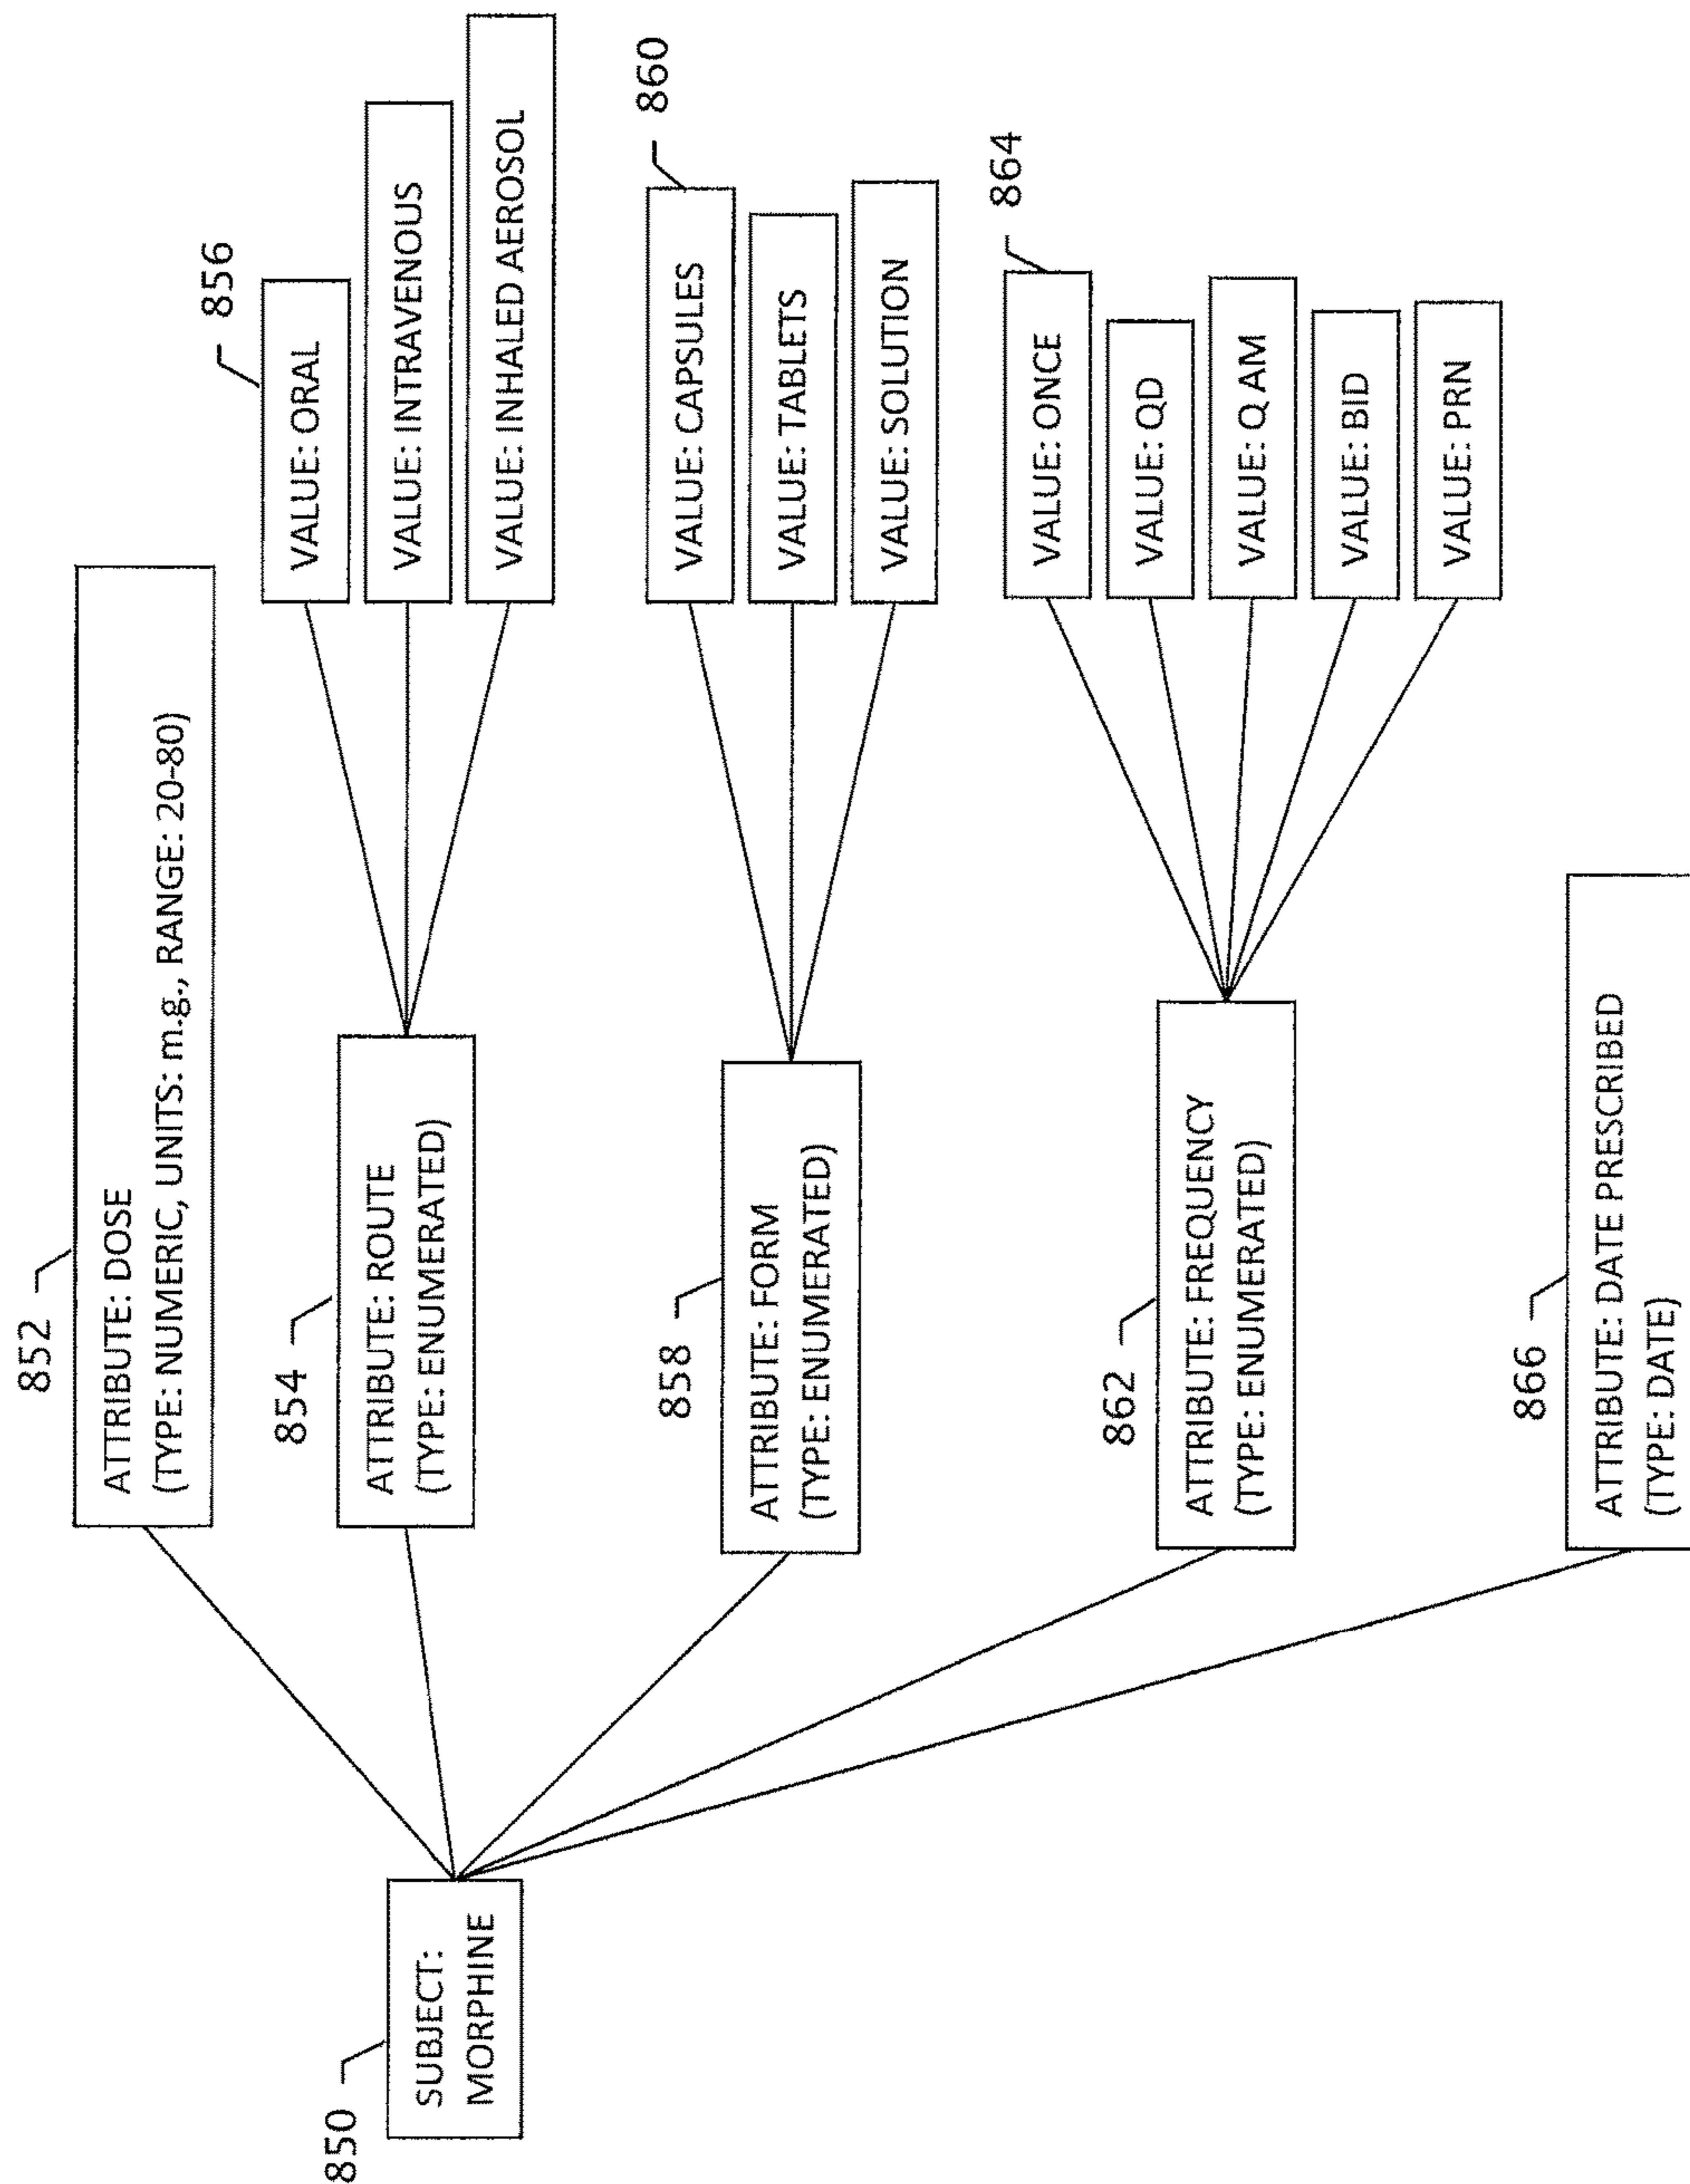 852
ATTRIBUTE: DOSE
(TYPE: NUMERIC, UNITS: m.g., RANGE: 20-80)
850
SUBJECT:
MORPHINE
854
ATTRIBUTE: ROUTE
(TYPE: ENUMERATED)
856
VALUE: ORAL
VALUE: INTRAVENOUS
VALUE: INHALED AEROSOL
858
ATTRIBUTE: FORM
(TYPE: ENUMERATED)
860
VALUE: CAPSULES
VALUE: TABLETS
VALUE: SOLUTION
862
ATTRIBUTE: FREQUENCY
(TYPE: ENUMERATED)
864
VALUE: ONCE
VALUE: QD
VALUE: Q AM
VALUE: BID
VALUE: PRN
866
ATTRIBUTE: DATE PRESCRIBED
(TYPE: DATE)